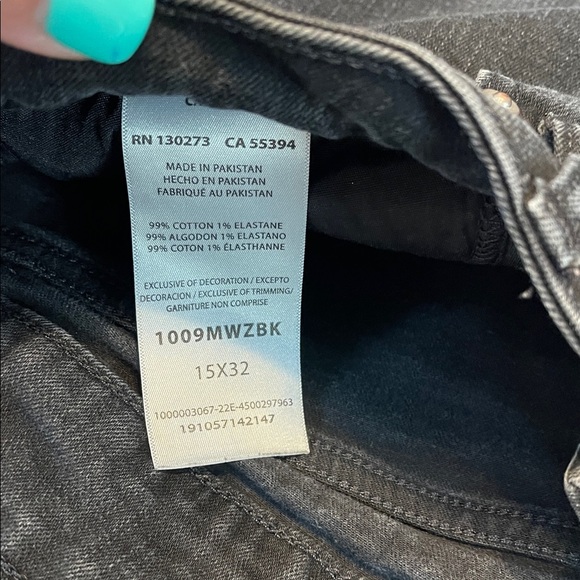 RN 130273 CA 55394
MADE IN PAKISTAN
HECHO EN PAKISTAN
FABRIQUÉ AU PAKISTAN
99% COTTON 1% ELASTANE
99% ALGODON 1% ELASTANO
99% COTON 1% ÉLASTHANNE
EXCLUSIVE OF DECORATION / EXCEPTO
DECORACION / EXCLUSIVE OF TRIMMING/
GARNITURE NON COMPRISE
1009MWZBK
15X32
1000003067-22E-4500297963
191057142147